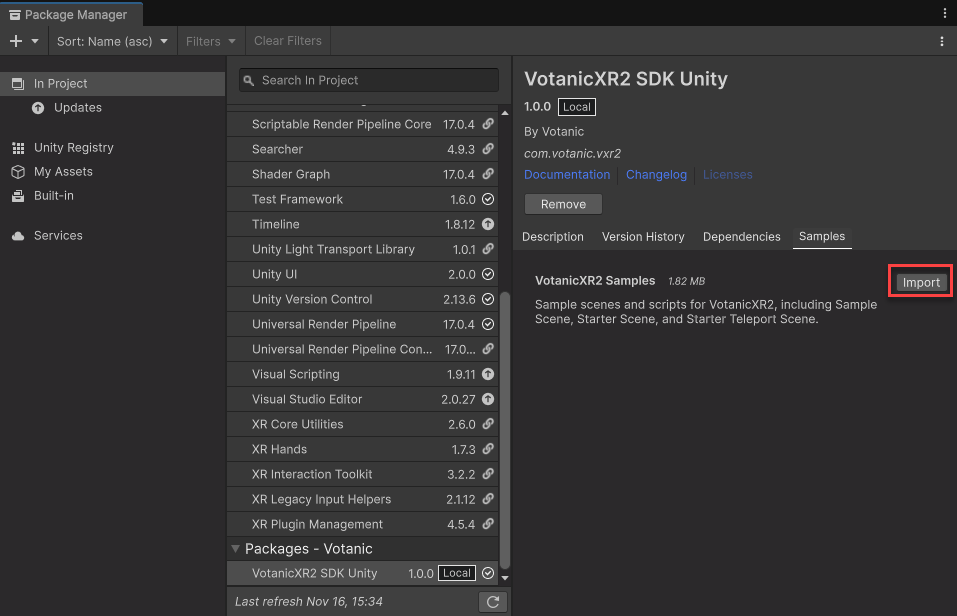 Package Manager
Sort: Name (asc)
Filters
Clear Filters
In Project
Updates
Unity Registry
My Assets
Built-in
Services
Search In Project
Scriptable Render Pipeline Core 17.0.4
Searcher 4.9.3
Shader Graph 17.0.4
Test Framework 1.6.0
Timeline 1.8.12
Unity Light Transport Library 1.0.1
Unity UI 2.0.0
Unity Version Control 2.13.6
Universal Render Pipeline 17.0.4
Universal Render Pipeline Con... 17.0...
Visual Scripting 1.9.11
Visual Studio Editor 2.0.27
XR Core Utilities 2.6.0
XR Hands 1.7.3
XR Interaction Toolkit 3.2.2
XR Legacy Input Helpers 2.1.12
XR Plugin Management 4.5.4
Packages - Votanic
VotanicXR2 SDK Unity 1.0.0 Local
Last refresh Nov 16, 15:34
VotanicXR2 SDK Unity
1.0.0 Local
By Votanic
com.votanic.vxr2
Documentation Changelog Licenses
Remove
Description Version History Dependencies Samples
VotanicXR2 Samples 1.82 MB Import
Sample scenes and scripts for VotanicXR2, including Sample
Scene, Starter Scene, and Starter Teleport Scene.